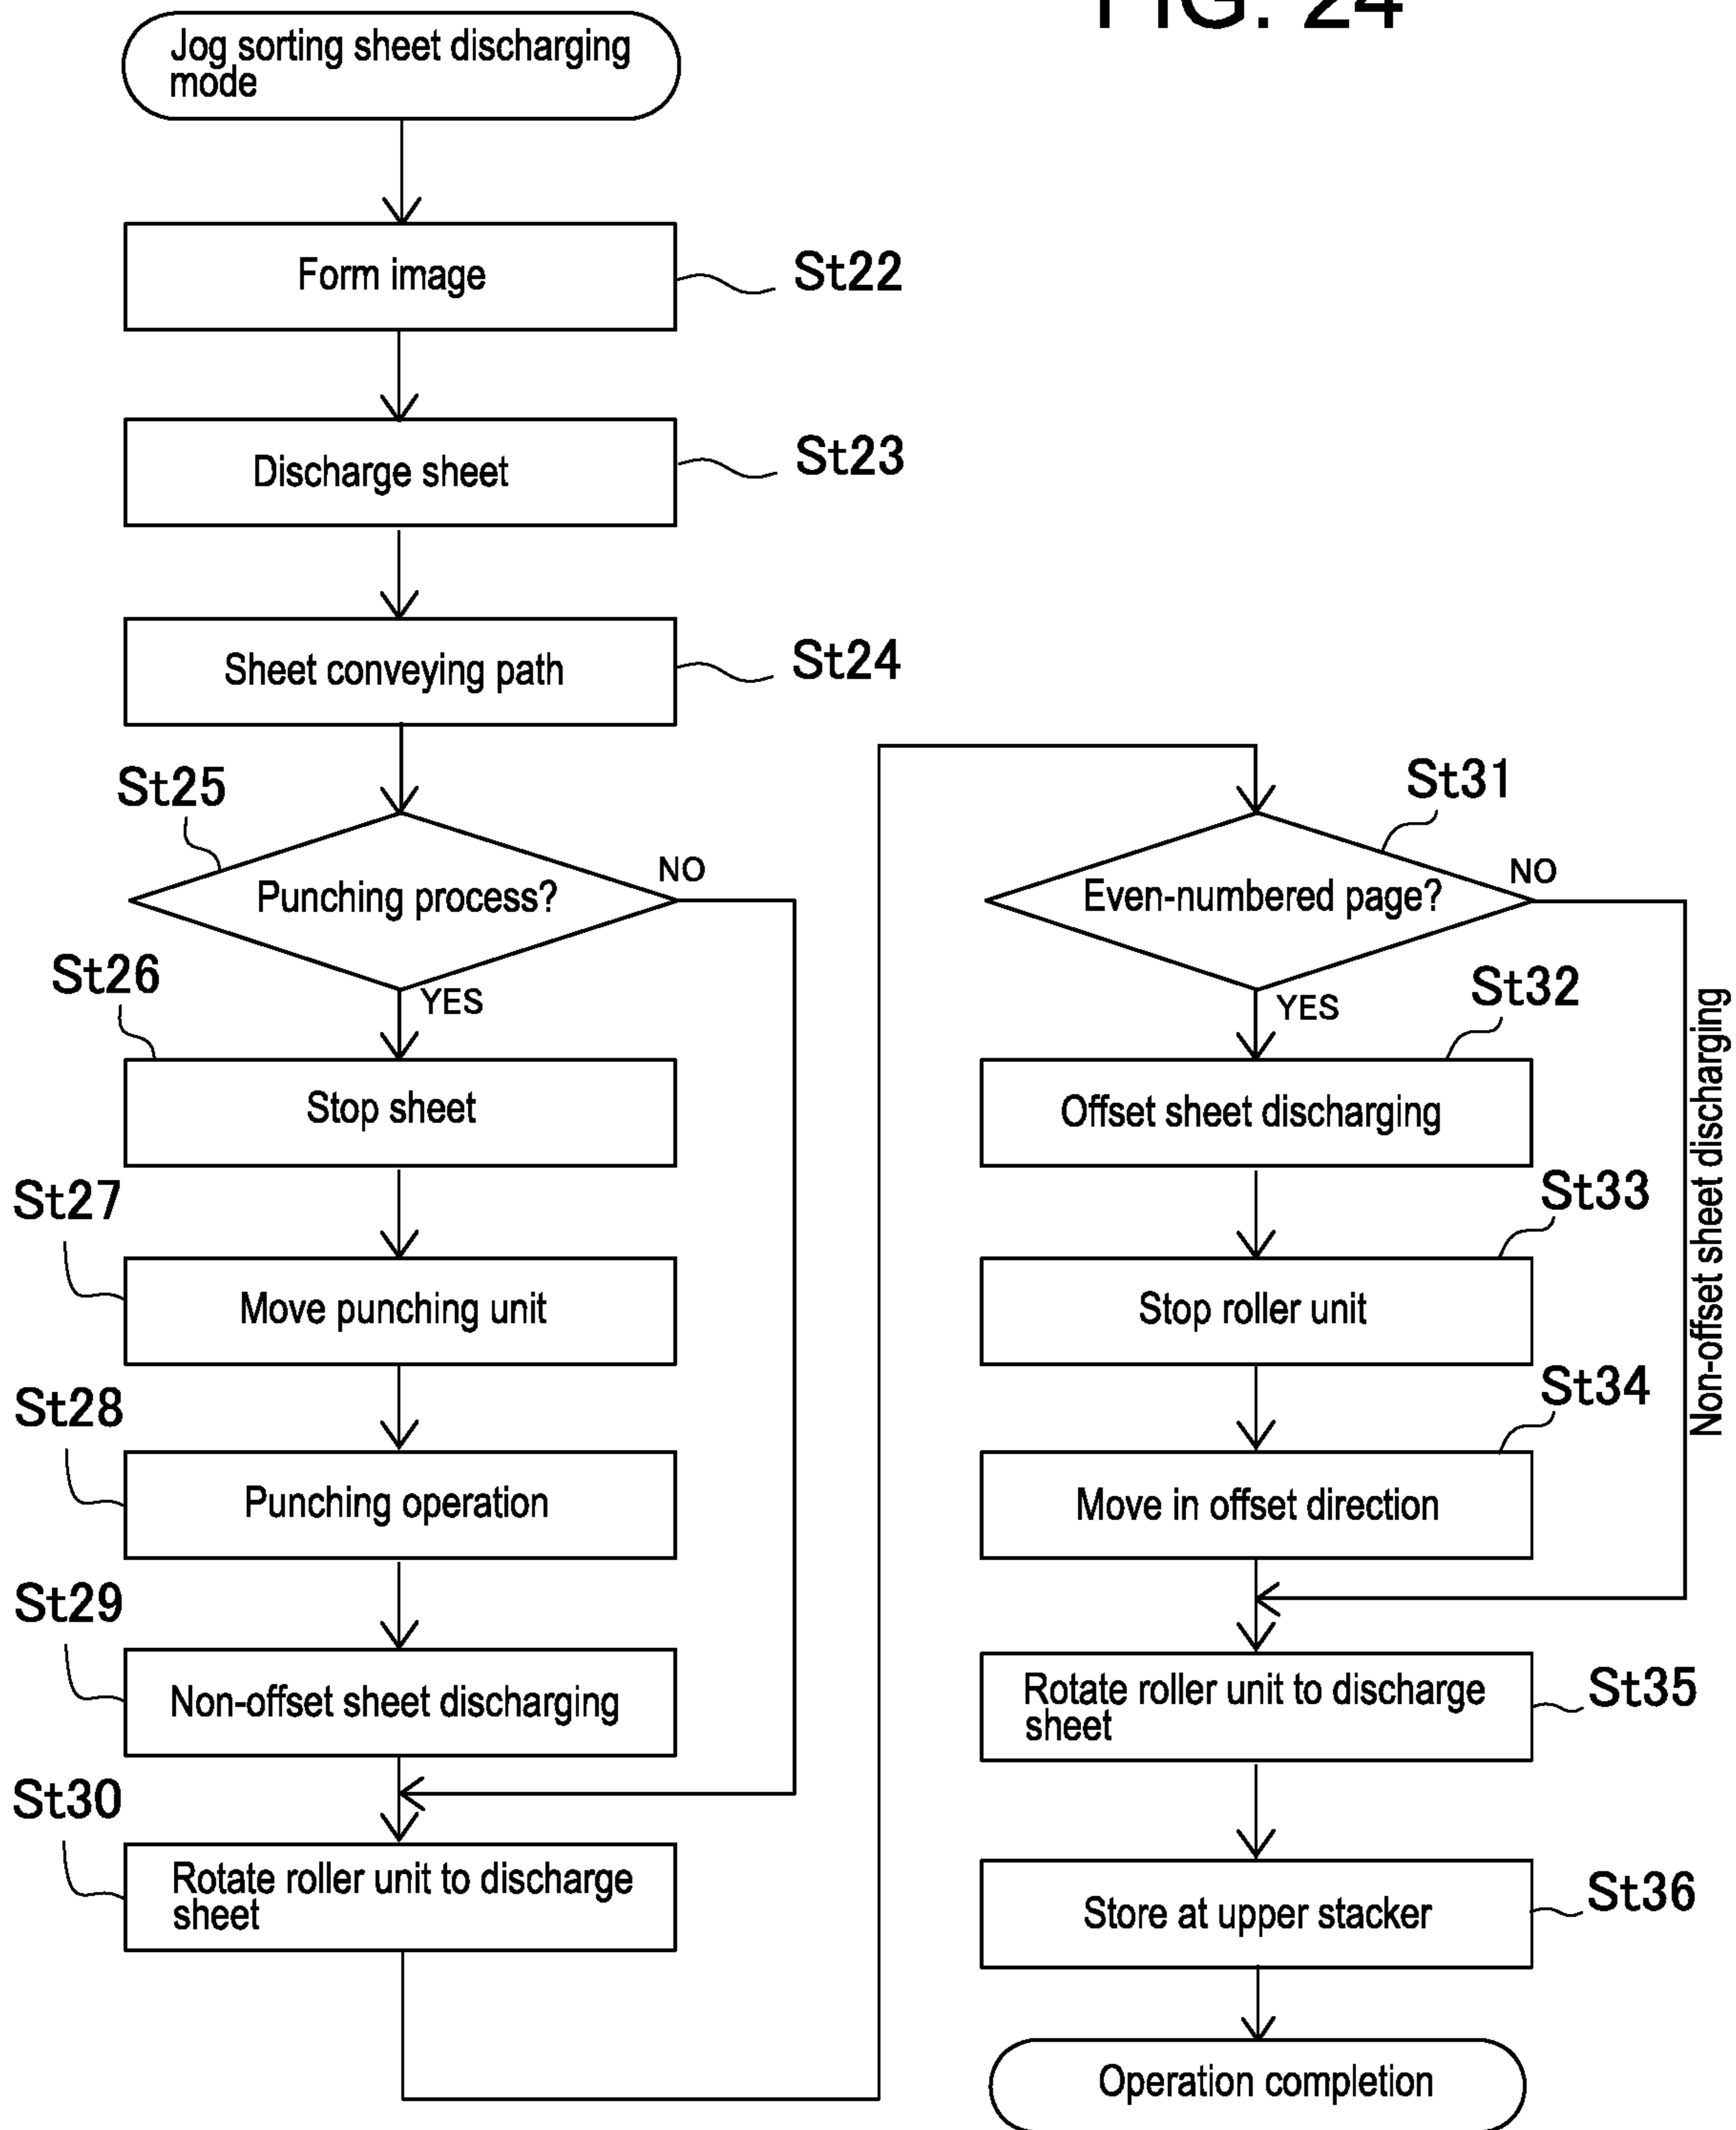 FIG. 24
Jog sorting sheet discharging
mode
Form image
St22
Discharge sheet
St23
Sheet conveying path
St24
St25
Punching process?
NO
YES
St26
Stop sheet
St27
Move punching unit
St28
Punching operation
St29
Non-offset sheet discharging
St30
Rotate roller unit to discharge
sheet
St31
Even-numbered page?
NO
YES
Non-offset sheet discharging
St32
Offset sheet discharging
St33
Stop roller unit
St34
Move in offset direction
Rotate roller unit to discharge
sheet
St35
Store at upper stacker
St36
Operation completion